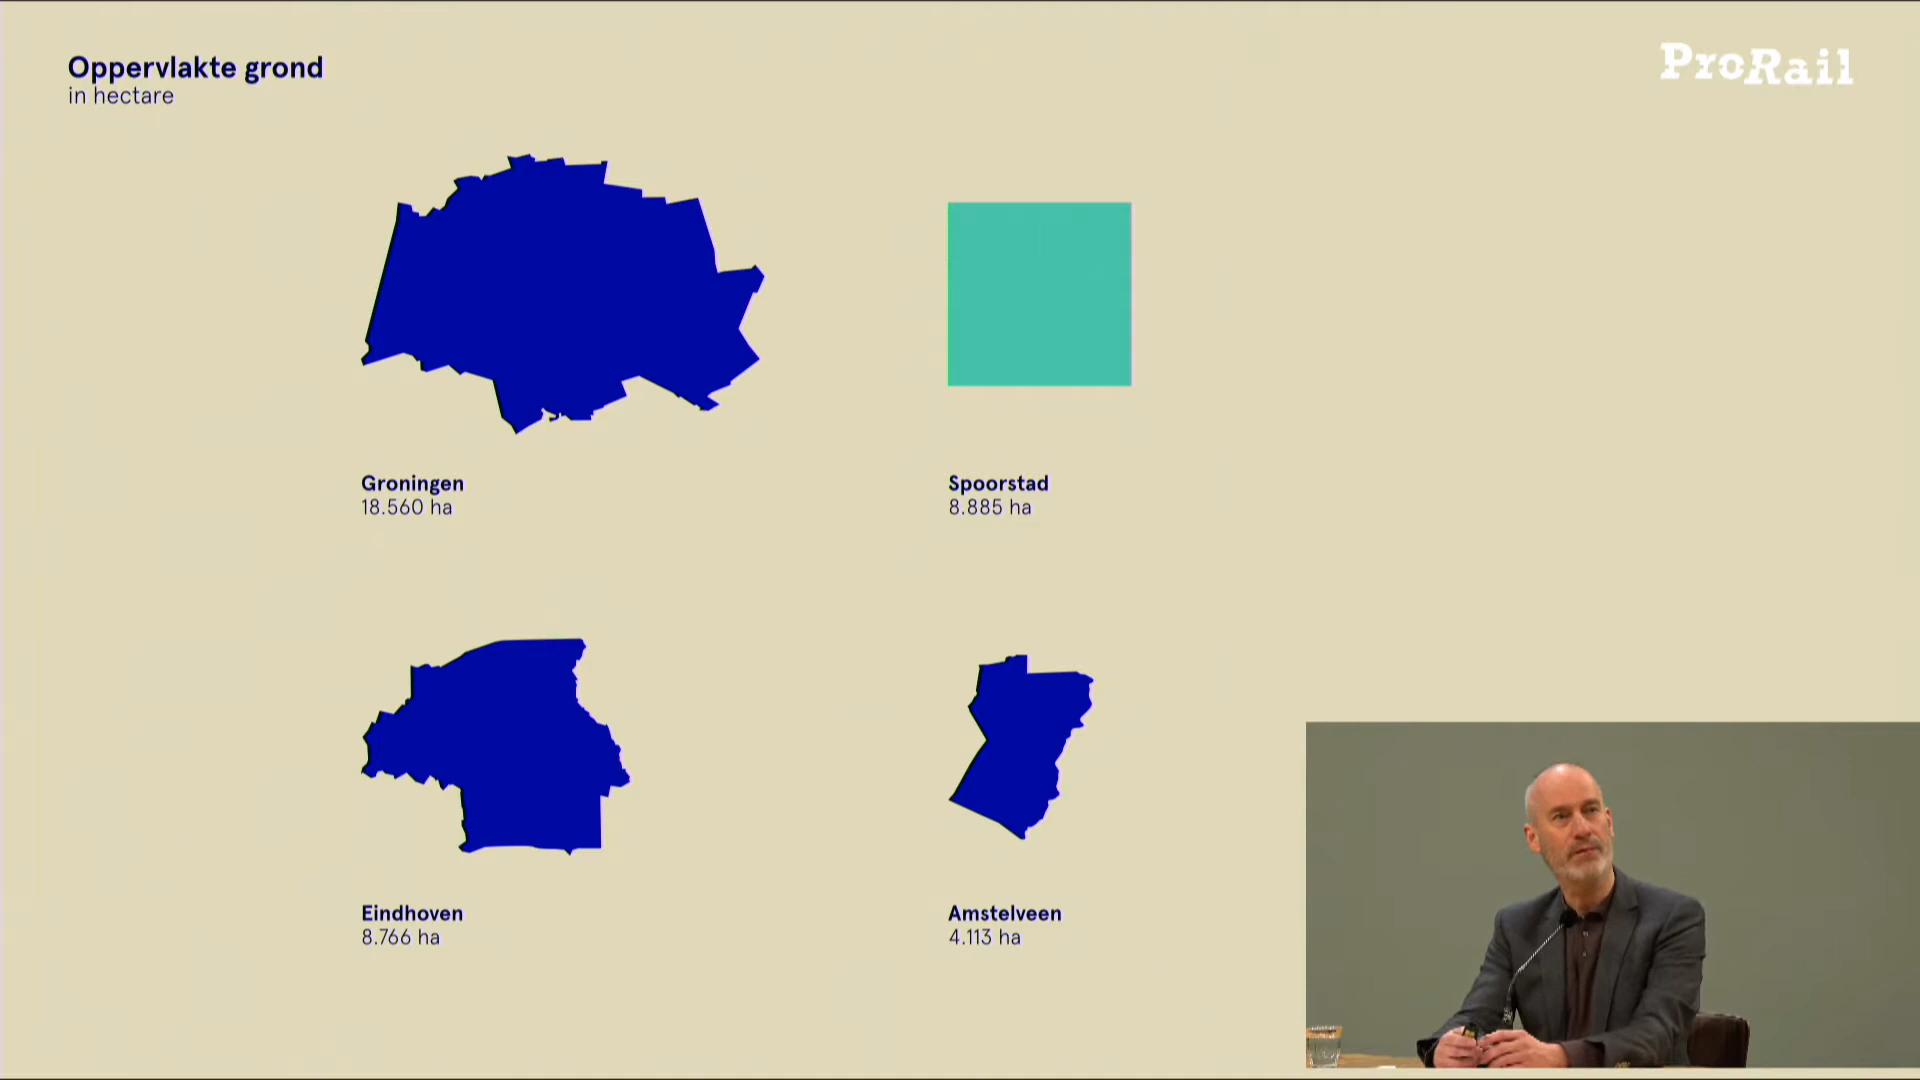 Oppervlakte grond
in hectare
ProRail
Groningen
18.560 ha
Spoorstad
8.885 ha
Eindhoven
8.766 ha
Amstelveen
4.113 ha